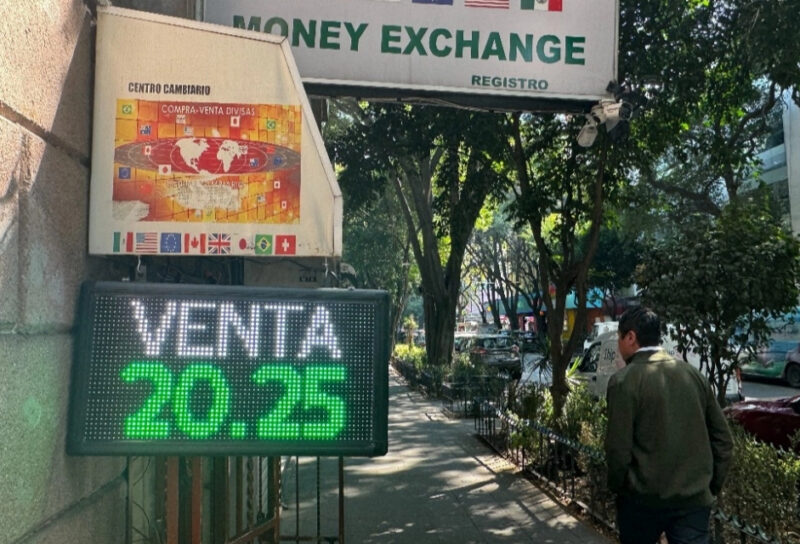 MONEY EXCHANGE
REGISTRO
CENTRO CAMBIARIO
COMPRA-VENTA DIVISAS
VENTA
20.25